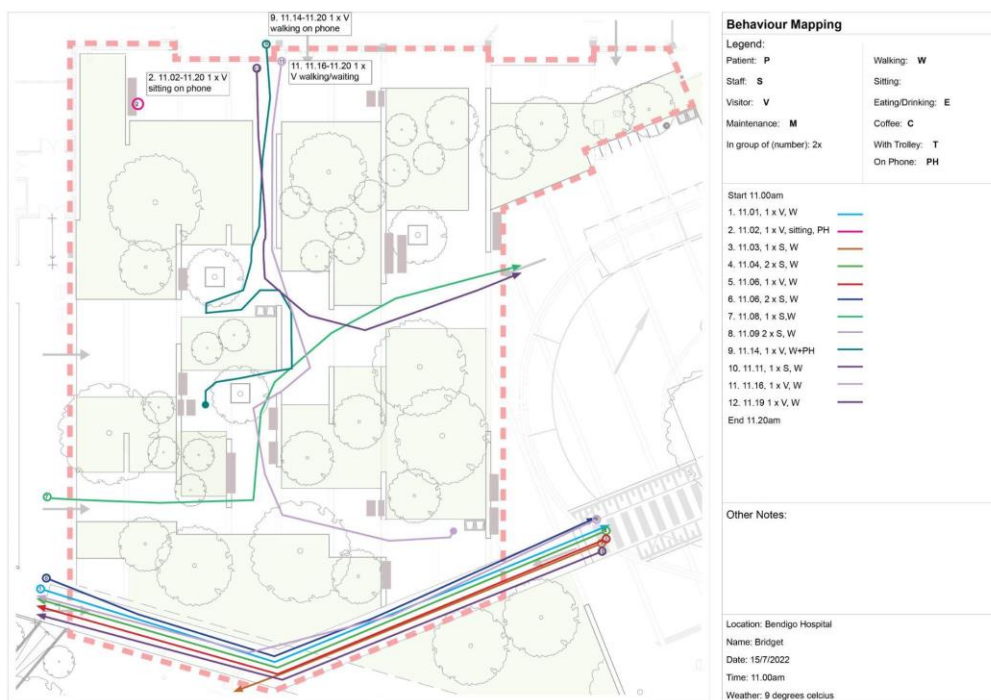 9. 11.14-11.20 1 x V
walking on phone
11. 11.16-11.20 1 x
V walking/waiting
2. 11.02-11.20 1 x V
sitting on phone
Behaviour Mapping
Legend:
Patient: P
Staff: S
Visitor: V
Maintenance: M
In group of (number): 2x
Walking: W
Sitting:
Eating/Drinking: E
Coffee: C
With Trolley: T
On Phone: PH
Start 11.00am
1. 11.01, 1 x V, W
2. 11.02, 1 x V, sitting, PH
3. 11.03, 1 x S, W
4. 11.04, 2 x S, W
5. 11.06, 1 x V, W
6. 11.06, 2 x S, W
7. 11.08, 1 x S,W
8. 11.09 2 x S, W
9. 11.14, 1 x V, W+PH
10. 11.11, 1 x S, W
11. 11.16, 1 x V, W
12. 11.19 1 x V, W
End 11.20am
Other Notes:
Location: Bendigo Hospital
Name: Bridget
Date: 15/7/2022
Time: 11.00am
Weather: 9 degrees celcius